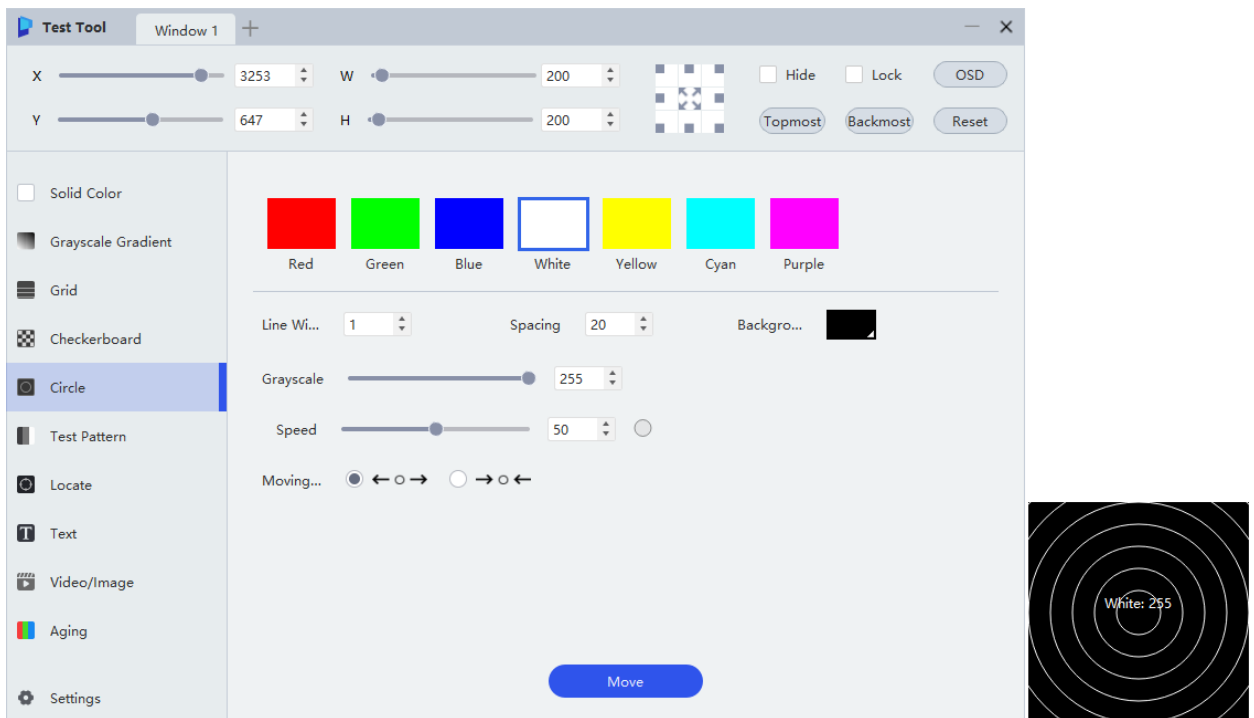 Test Tool
Window 1
X 3253 W 200 Hide Lock OSD
Y 647 H 200 Topmost Backmost Reset
Solid Color
Grayscale Gradient
Grid
Checkerboard
Circle
Test Pattern
Locate
Text
T
Video/Image
Aging
Settings
Red Green Blue White Yellow Cyan Purple
Line Wi... 1 Spacing 20 Backgro...
Grayscale 255
Speed 50
Moving...
Move
White: 255